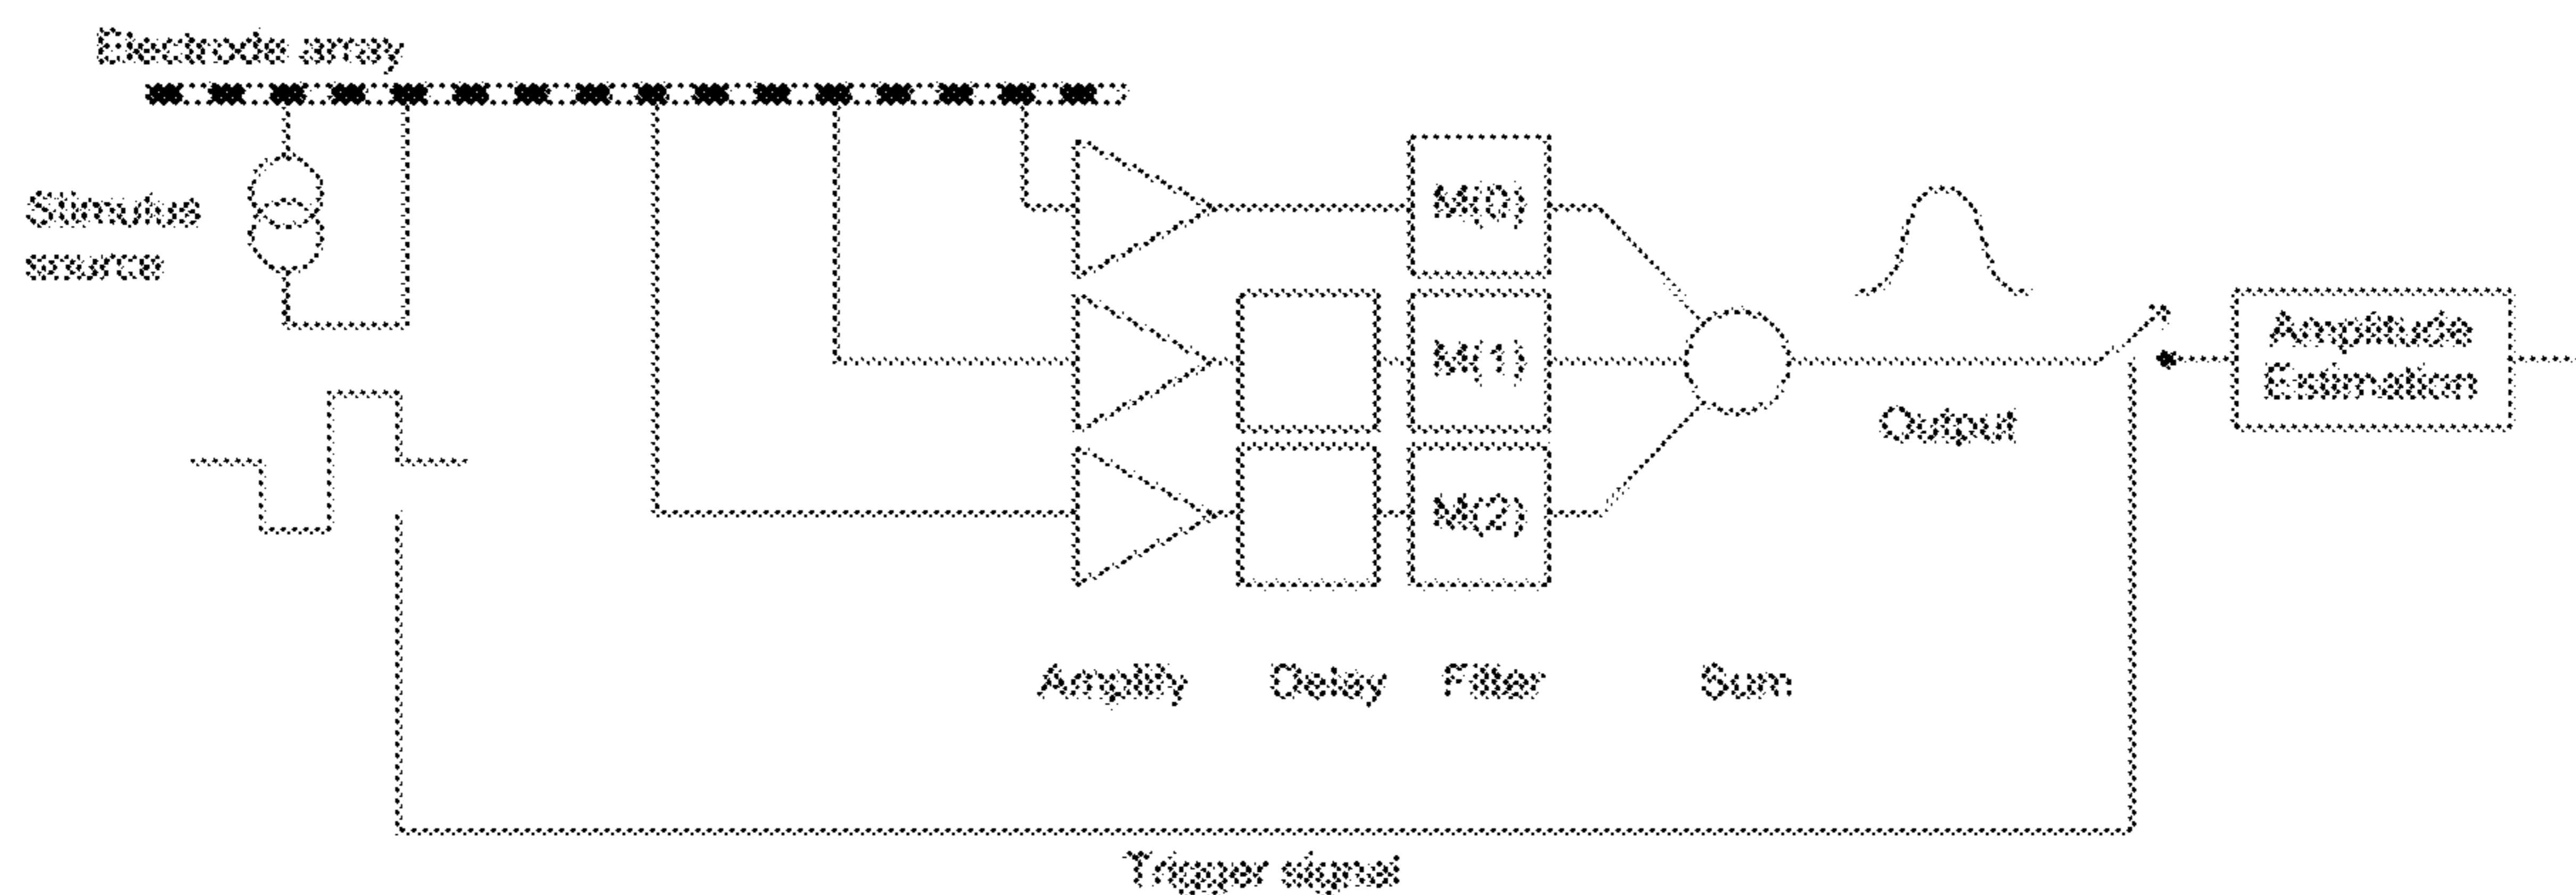 Electrode array
Stimulus
source
M(0)
M(1)
M(2)
Output
Amplitude
Estimation
Amplify Delay Filter Sum
Trigger signal